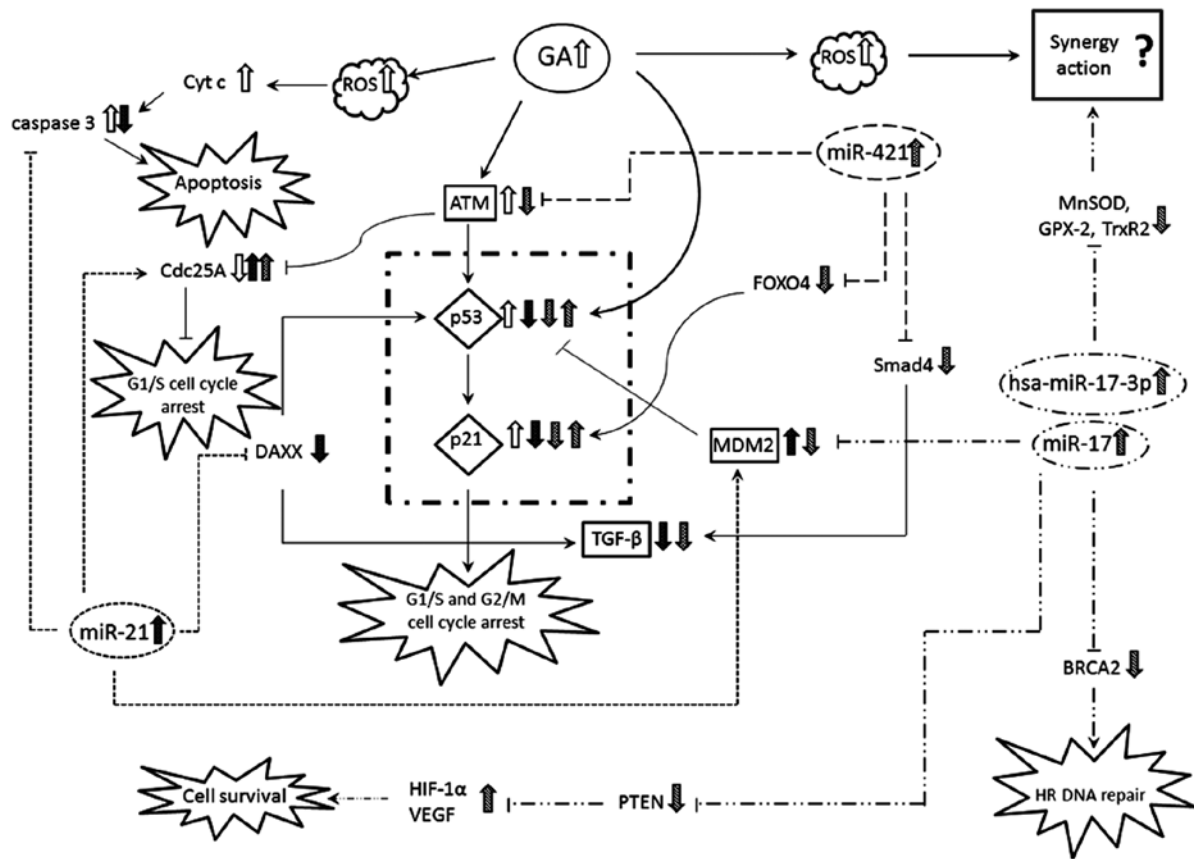 GA
ROS
ROS
Synergy
action
?
Cyt c
caspase 3
Apoptosis
miR-421
ATM
MnSOD,
GPX-2, TrxR2
Cdc25A
FOXO4
p53
Smad4
G1/S cell cycle
arrest
hsa-miR-17-3p
p21
MDM2
miR-17
DAXX
TGF-β
G1/S and G2/M
cell cycle arrest
miR-21
BRCA2
Cell survival
HIF-1α
VEGF
PTEN
HR DNA repair